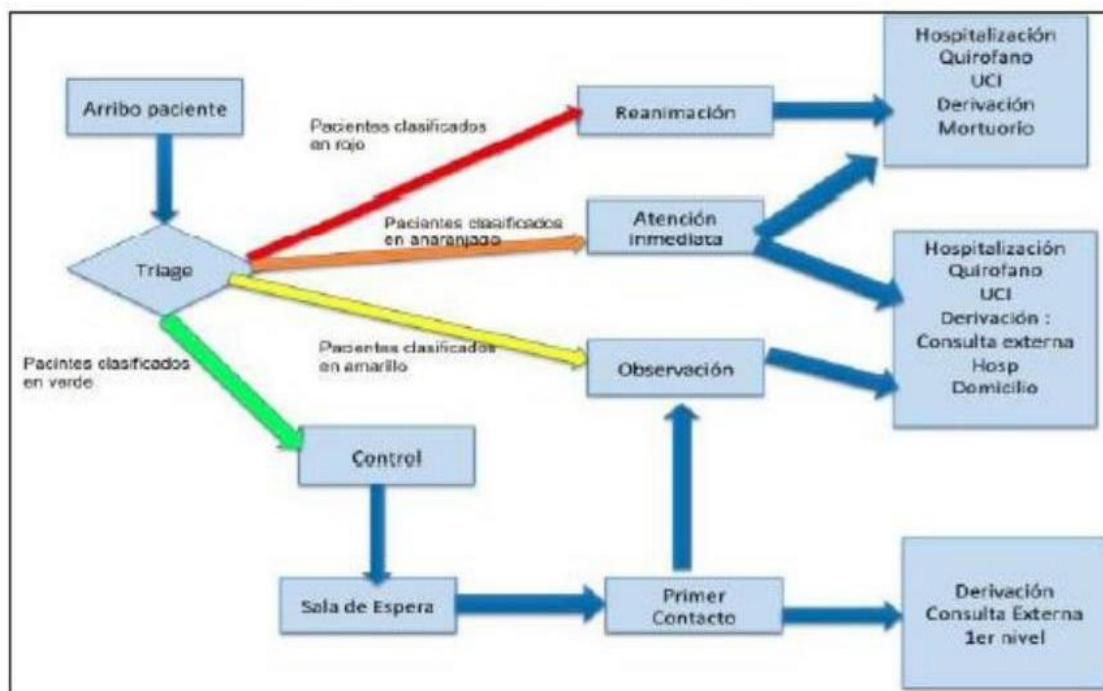 Arribo paciente
Triage
Pacientes clasificados
en rojo
Pacientes clasificados
en anaranjado
Pacientes clasificados
en amarillo
Pacintes clasificados
en verde
Reanimación
Atención
inmediata
Observación
Control
Sala de Espera
Primer
Contacto
Hospitalización
Quirofano
UCI
Derivación
Mortuorio
Hospitalización
Quirofano
UCI
Derivación :
Consulta externa
Hosp
Domicilio
Derivación
Consulta Externa
1er nivel